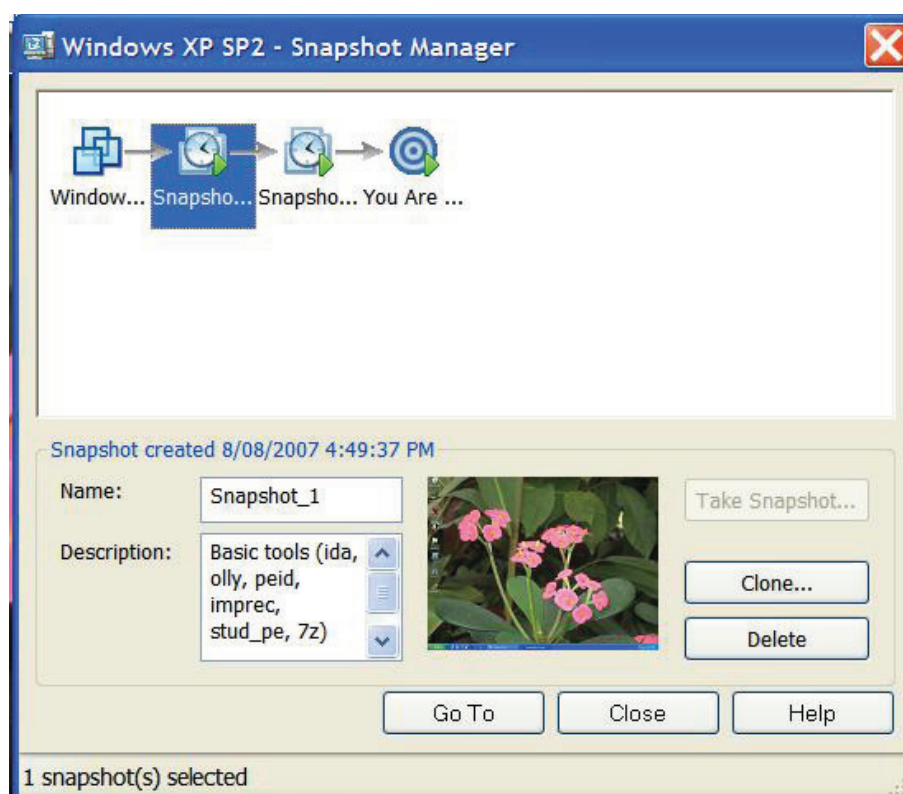 Windows XP SP2 - Snapshot Manager
Window... Snapsho... Snapsho... You Are ...
Snapshot created 8/08/2007 4:49:37 PM
Name:
Snapshot_1
Take Snapshot...
Description:
Basic tools (ida,
olly, peid,
imprec,
stud_pe, 7z)
Clone...
Delete
Go To
Close
Help
1 snapshot(s) selected